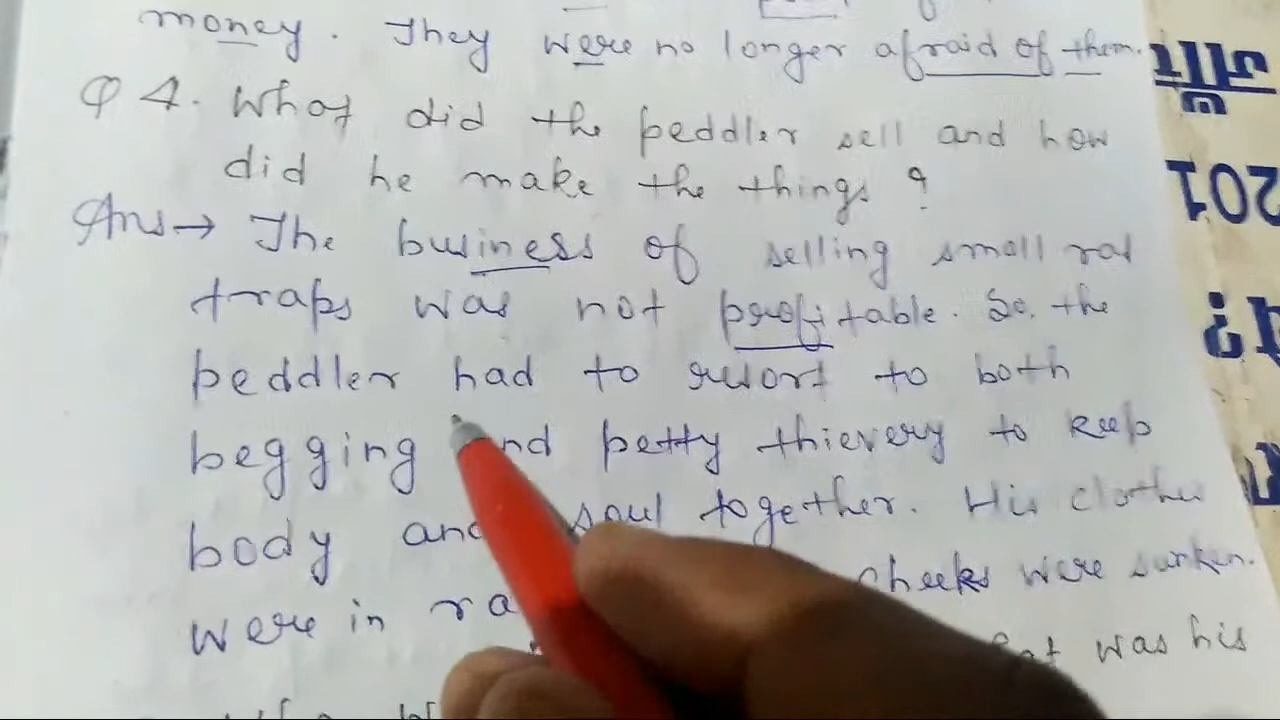 money. They were no longer afraid of them.
Q 4. What did the peddler sell and how
did he make the things ?
Ans → The business of selling small rat
traps was not profitable. So, the
peddler had to resort to both
begging and petty thievery to keep
body and soul together. His clothes
were in cheeks were sunken.
was his
201